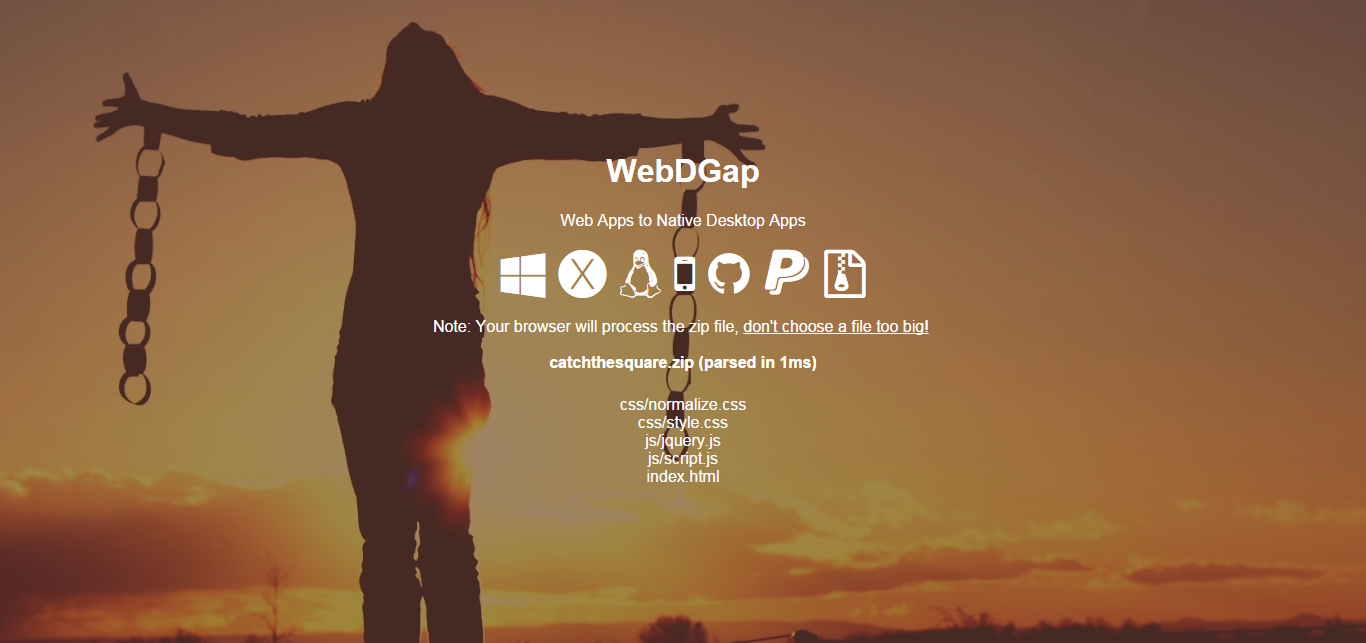 WebDGap
Web Apps to Native Desktop Apps
X
Note: Your browser will process the zip file, don't choose a file too big!
catchthesquare.zip (parsed in 1ms)
css/normalize.css
css/style.css
js/jquery.js
js/script.js
index.html